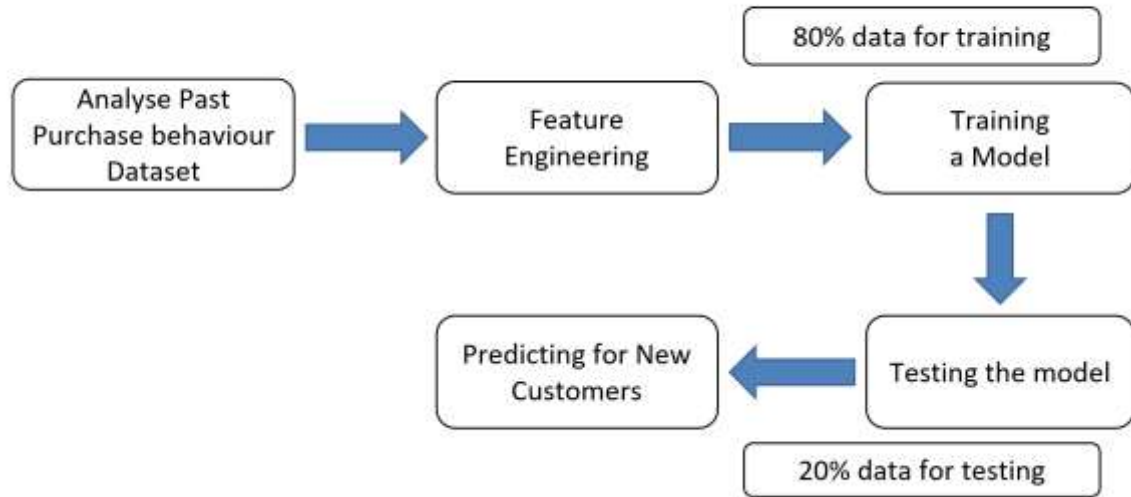 80% data for training
Analyse Past
Purchase behaviour
Dataset
Feature
Engineering
Training
a Model
Predicting for New
Customers
Testing the model
20% data for testing